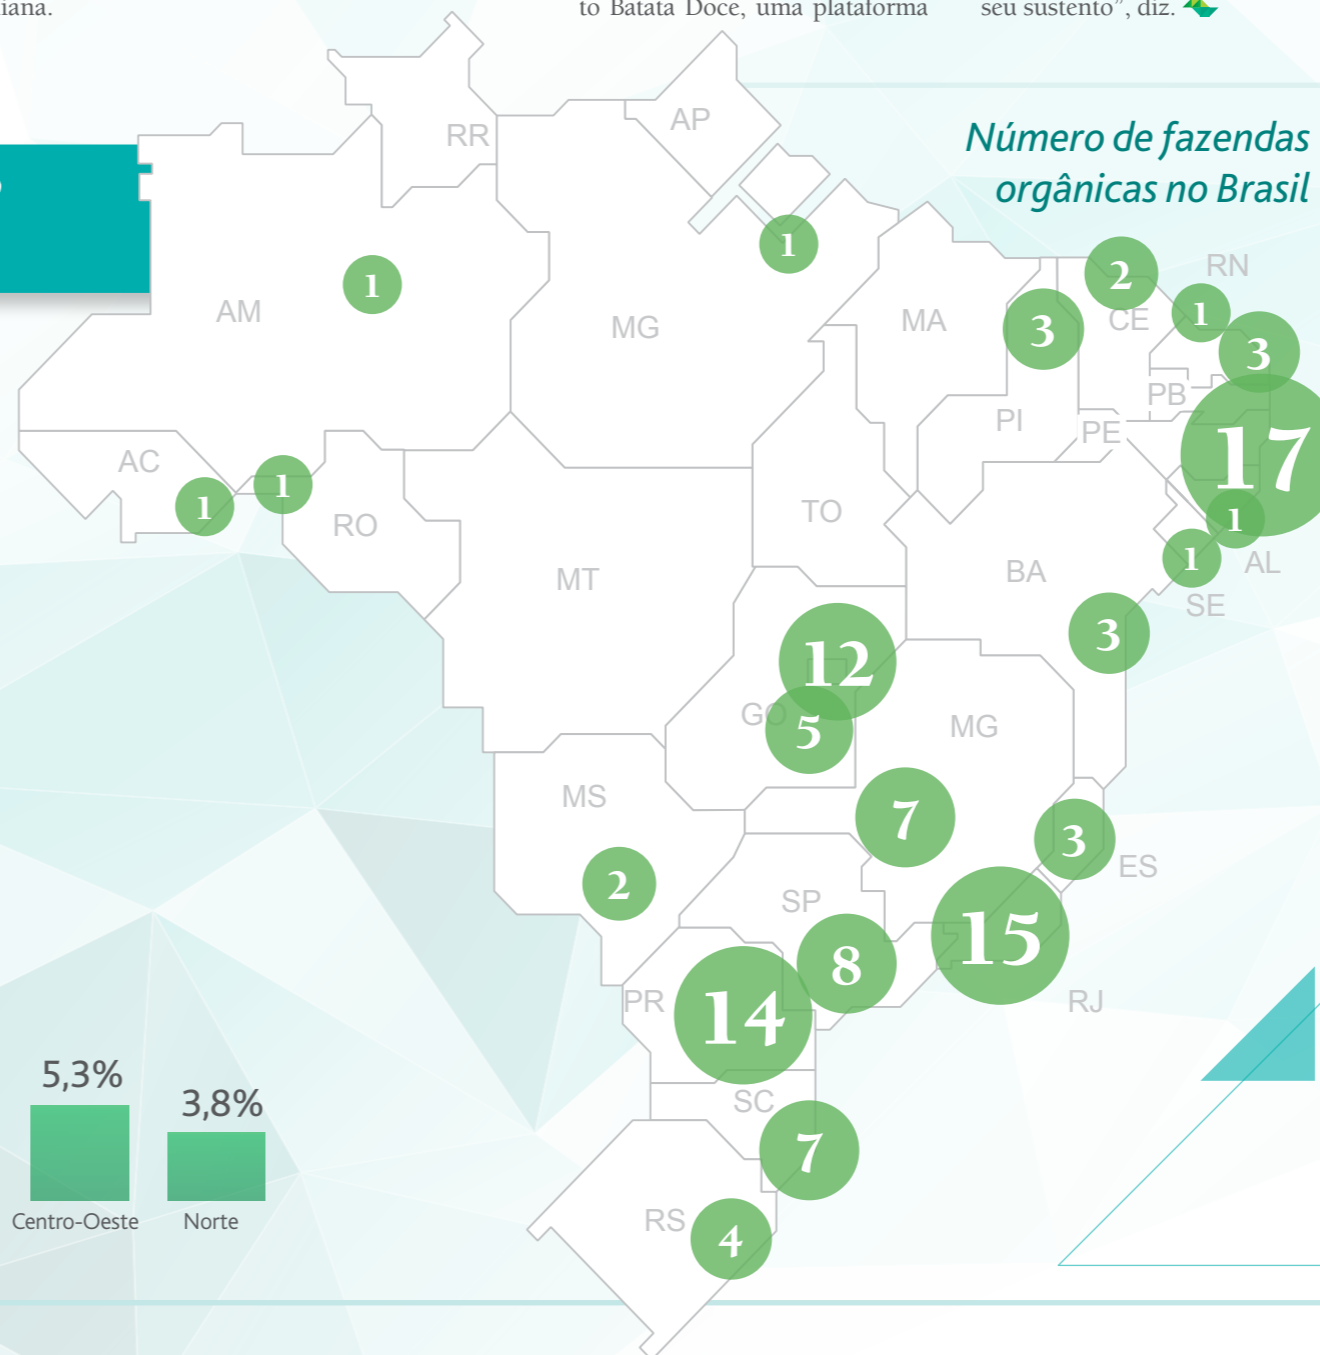 iana.
to Batata Doce, uma plataforma
seu sustento”, diz.
Número de fazendas
orgânicas no Brasil
RR
AP
1
1
AM
MG
MA
3
2
CE
RN
1
3
PB
PI
PE
17
AC
1
1
RO
TO
1
AL
1
SE
MT
BA
3
12
GO
5
MG
MS
7
3
ES
2
SP
15
8
RJ
PR
14
SC
7
RS
4
5,3%
3,8%
Centro-Oeste
Norte